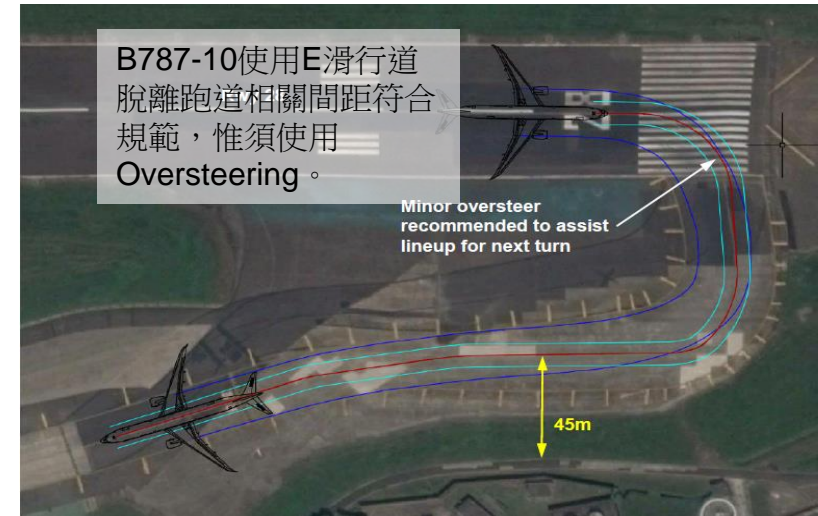 B787-10使用E滑行道
脫離跑道相關間距符合
規範，惟須使用
Oversteering。
Minor oversteer
recommended to assist
lineup for next turn
45m